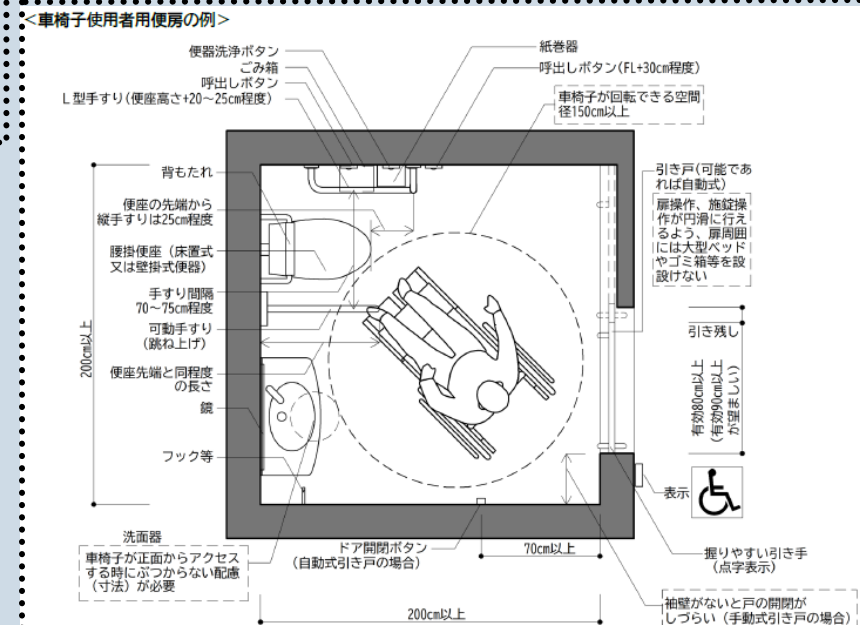 <車椅子使用者用便房の例>
便器洗浄ボタン
ごみ箱
呼出しボタン
L型手すり(便座高さ+20～25cm程度)
紙巻器
呼出しボタン(FL+30cm程度)
車椅子が回転できる空間
径150cm以上
背もたれ
便座の先端から
縦手すりは25cm程度
腰掛便座（床置式
又は壁掛式便器）
手すり間隔
70～75cm程度
可動手すり
（跳ね上げ）
便座先端と同程度
の長さ
鏡
フック等
200cm以上
引き戸(可能であ
れば自動式)
扉操作、施錠操
作が円滑に行え
るよう、扉周囲
には大型ベッド
やゴミ箱等を設
設けない
引き残し
有効80cm以上
(有効90cm以上
が望ましい)
表示
洗面器
車椅子が正面からアクセス
する時にぶつからない配慮
（寸法）が必要
ドア開閉ボタン
（自動式引き戸の場合）
70cm以上
握りやすい引き手
（点字表示）
200cm以上
袖壁がないと戸の開閉が
しづらい（手動式引き戸の場合）